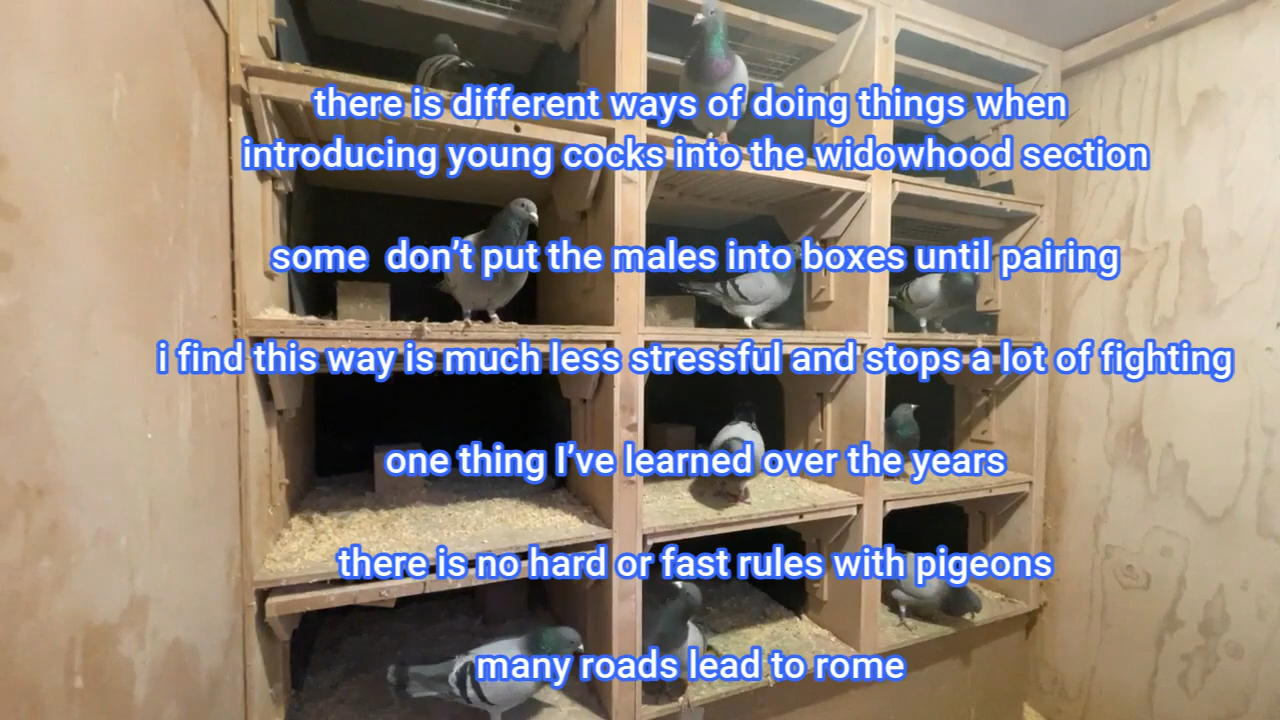 there is different ways of doing things when
introducing young cocks into the widowhood section
some  don’t put the males into boxes until pairing
i find this way is much less stressful and stops a lot of fighting
one thing I’ve learned over the years
there is no hard or fast rules with pigeons
many roads lead to rome